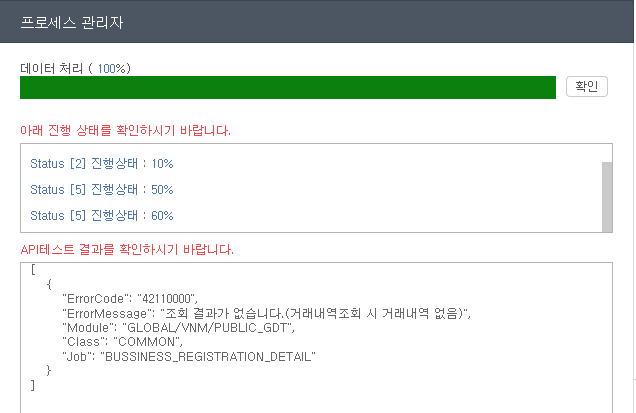 프로세스 관리자
데이터 처리 ( 100%)
확인
아래 진행 상태를 확인하시기 바랍니다.
Status [2] 진행상태 : 10%
Status [5] 진행상태 : 50%
Status [5] 진행상태 : 60%
API테스트 결과를 확인하시기 바랍니다.
[
{
"ErrorCode": "42110000",
"ErrorMessage": "조회 결과가 없습니다.(거래내역조회 시 거래내역 없음)",
"Module": "GLOBAL/VNM/PUBLIC_GDT",
"Class": "COMMON",
"Job": "BUSSINESS_REGISTRATION_DETAIL"
}
]